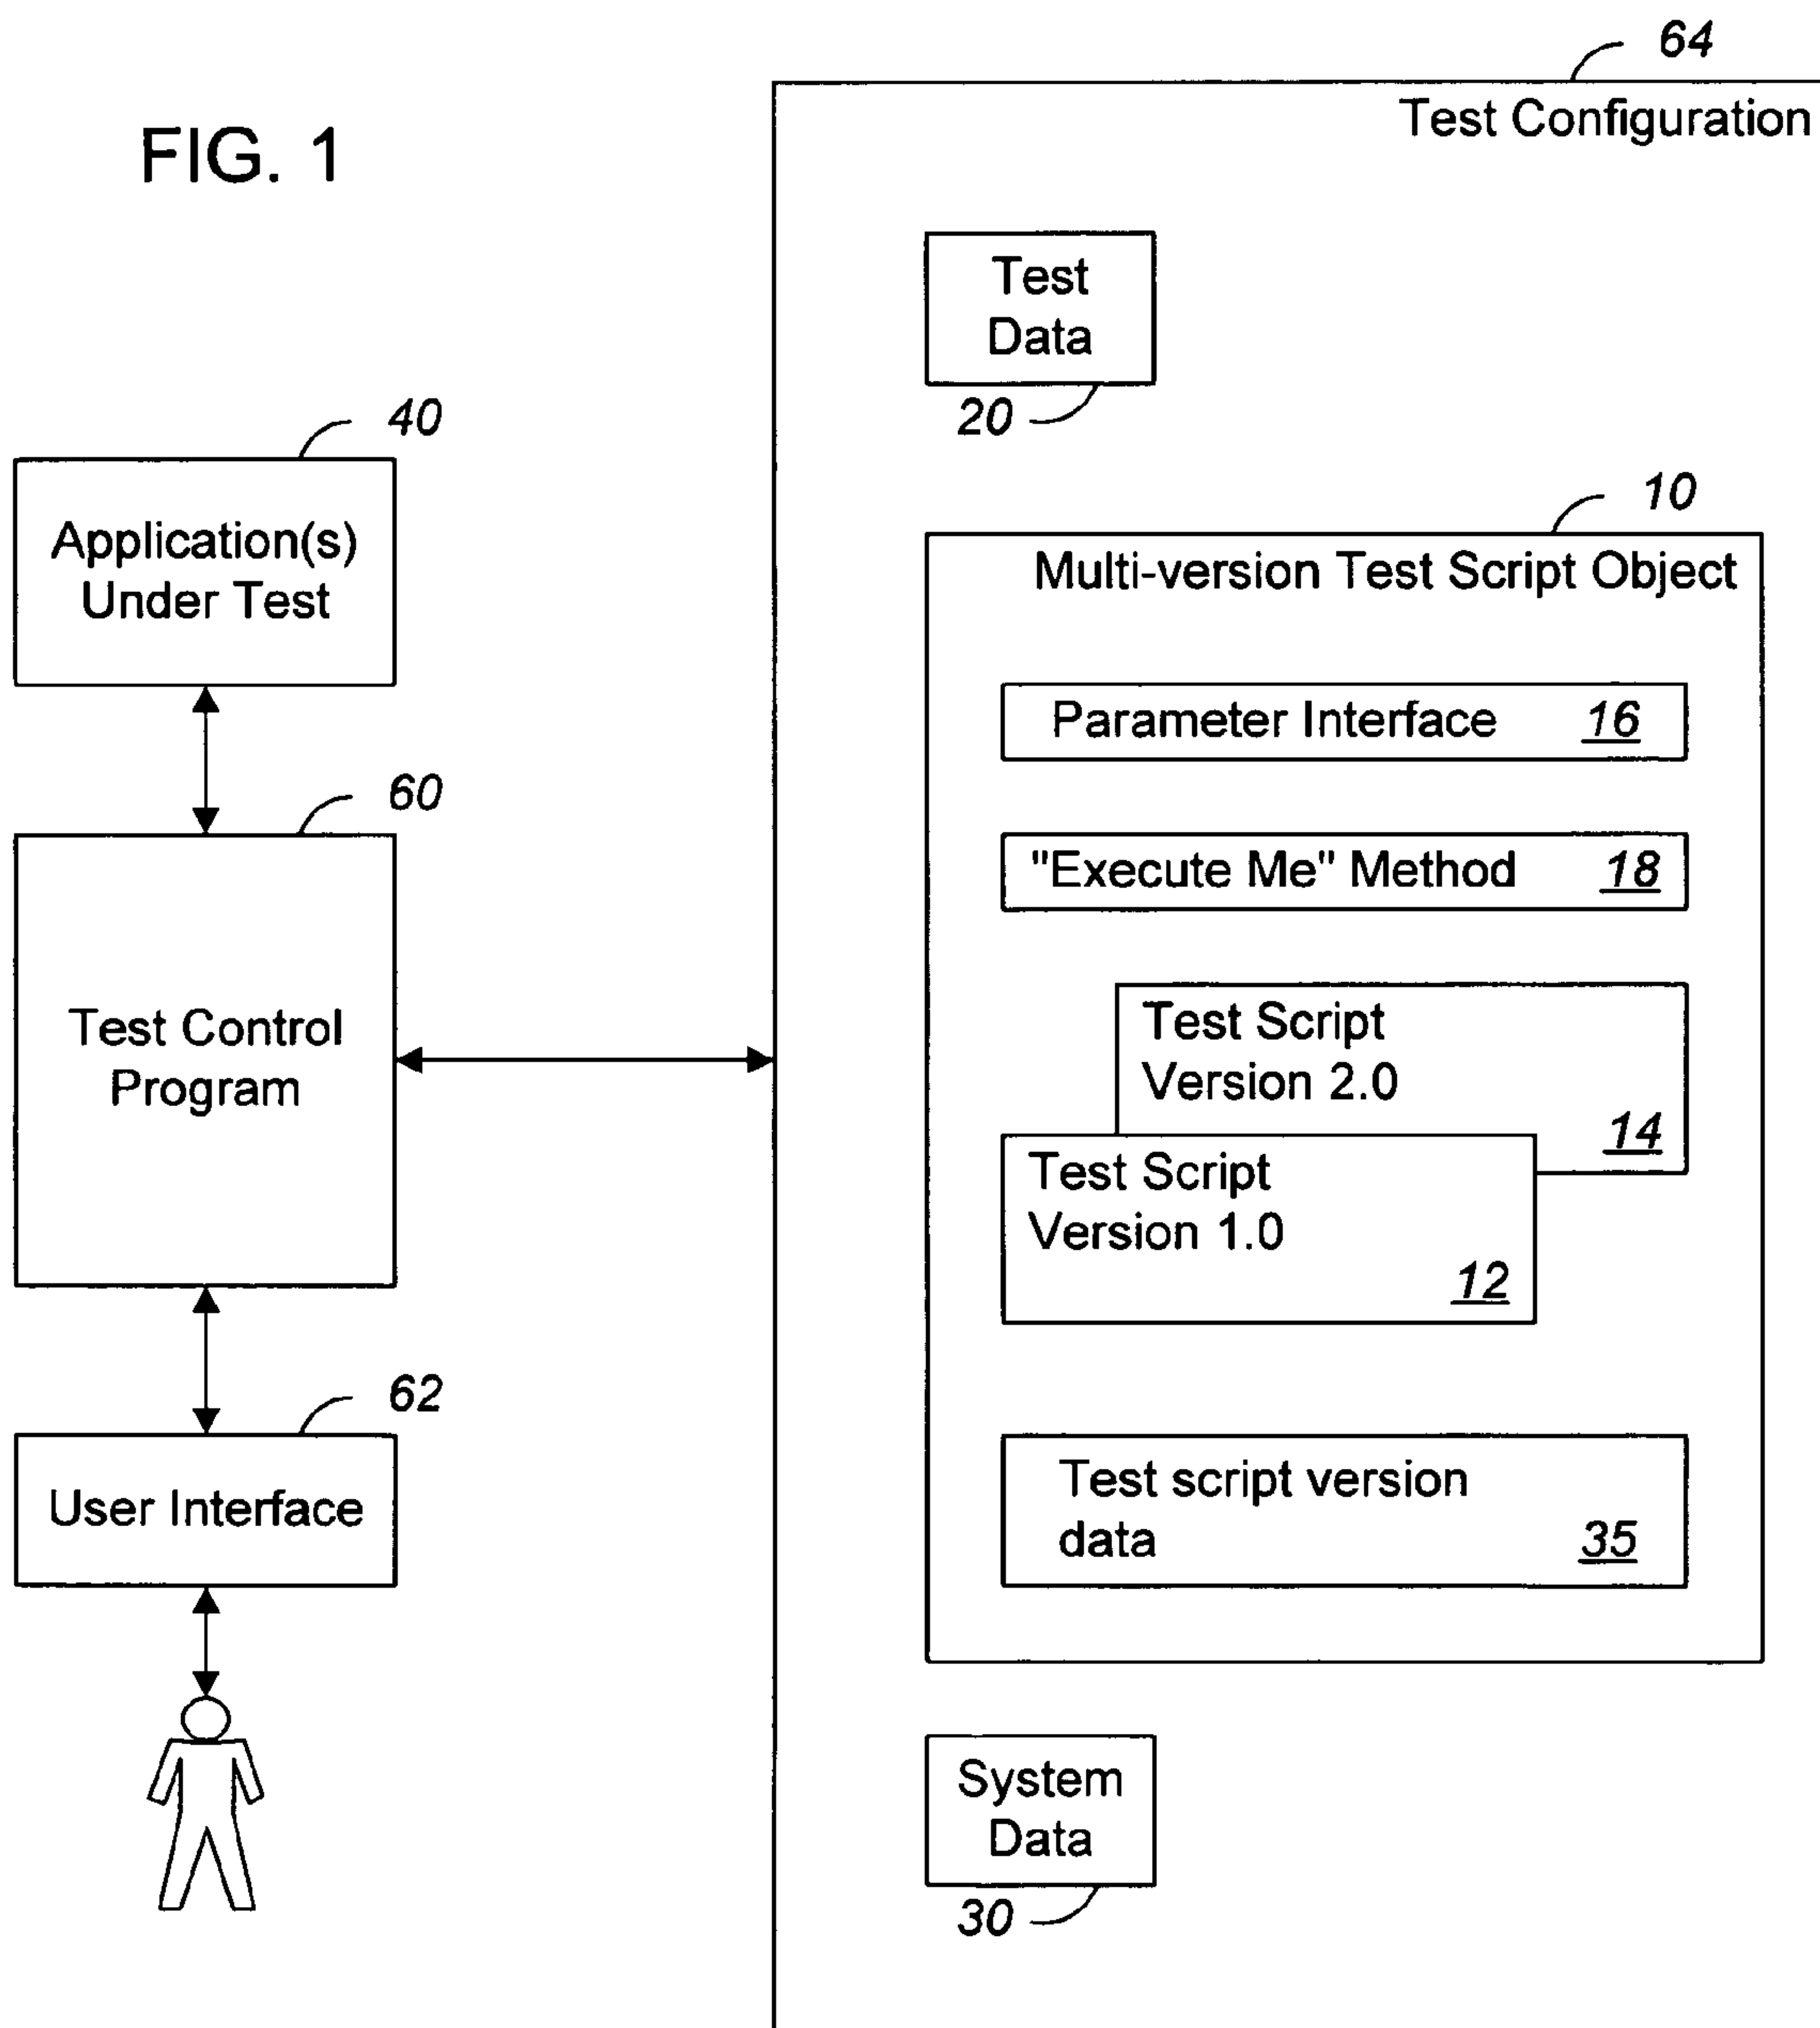 FIG. 1
64
Test Configuration
Test
Data
20
40
Application(s)
Under Test
10
Multi-version Test Script Object
Parameter Interface 16
60
"Execute Me" Method 18
Test Control
Program
Test Script
Version 2.0
14
Test Script
Version 1.0
12
62
User Interface
Test script version
data 35
System
Data
30